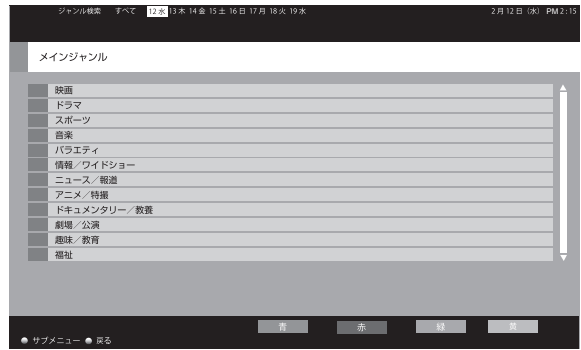 ジャンル検索 すべて 12水 13木 14金 15土 16日 17月 18火 19水 2月12日（水） PM 2:15
メインジャンル
映画
ドラマ
スポーツ
音楽
バラエティ
情報／ワイドショー
ニュース／報道
アニメ／特撮
ドキュメンタリー／教養
劇場／公演
趣味／教育
福祉
青 赤 緑 黄
サブメニュー 戻る